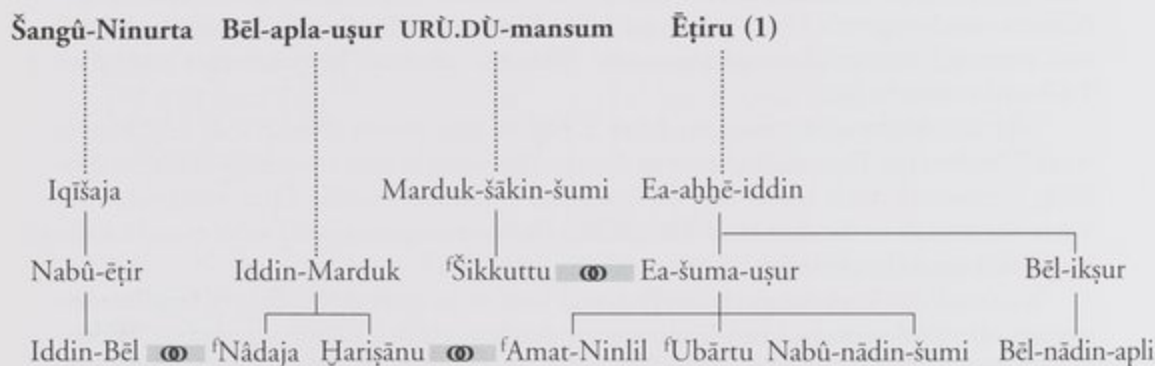 Šangû-Ninurta Bēl-apla-uṣur URÙ.DÙ-mansum Ēṭiru (1)
Iqīšaja Marduk-šākin-šumi Ea-aḫḫē-iddin
Nabû-ēṭir Iddin-Marduk ᶠŠikkuttu Ea-šuma-uṣur Bēl-ikṣur
Iddin-Bēl ᶠNâdaja Ḫariṣānu ᶠAmat-Ninlil ᶠUbārtu Nabû-nādin-šumi Bēl-nādin-apli